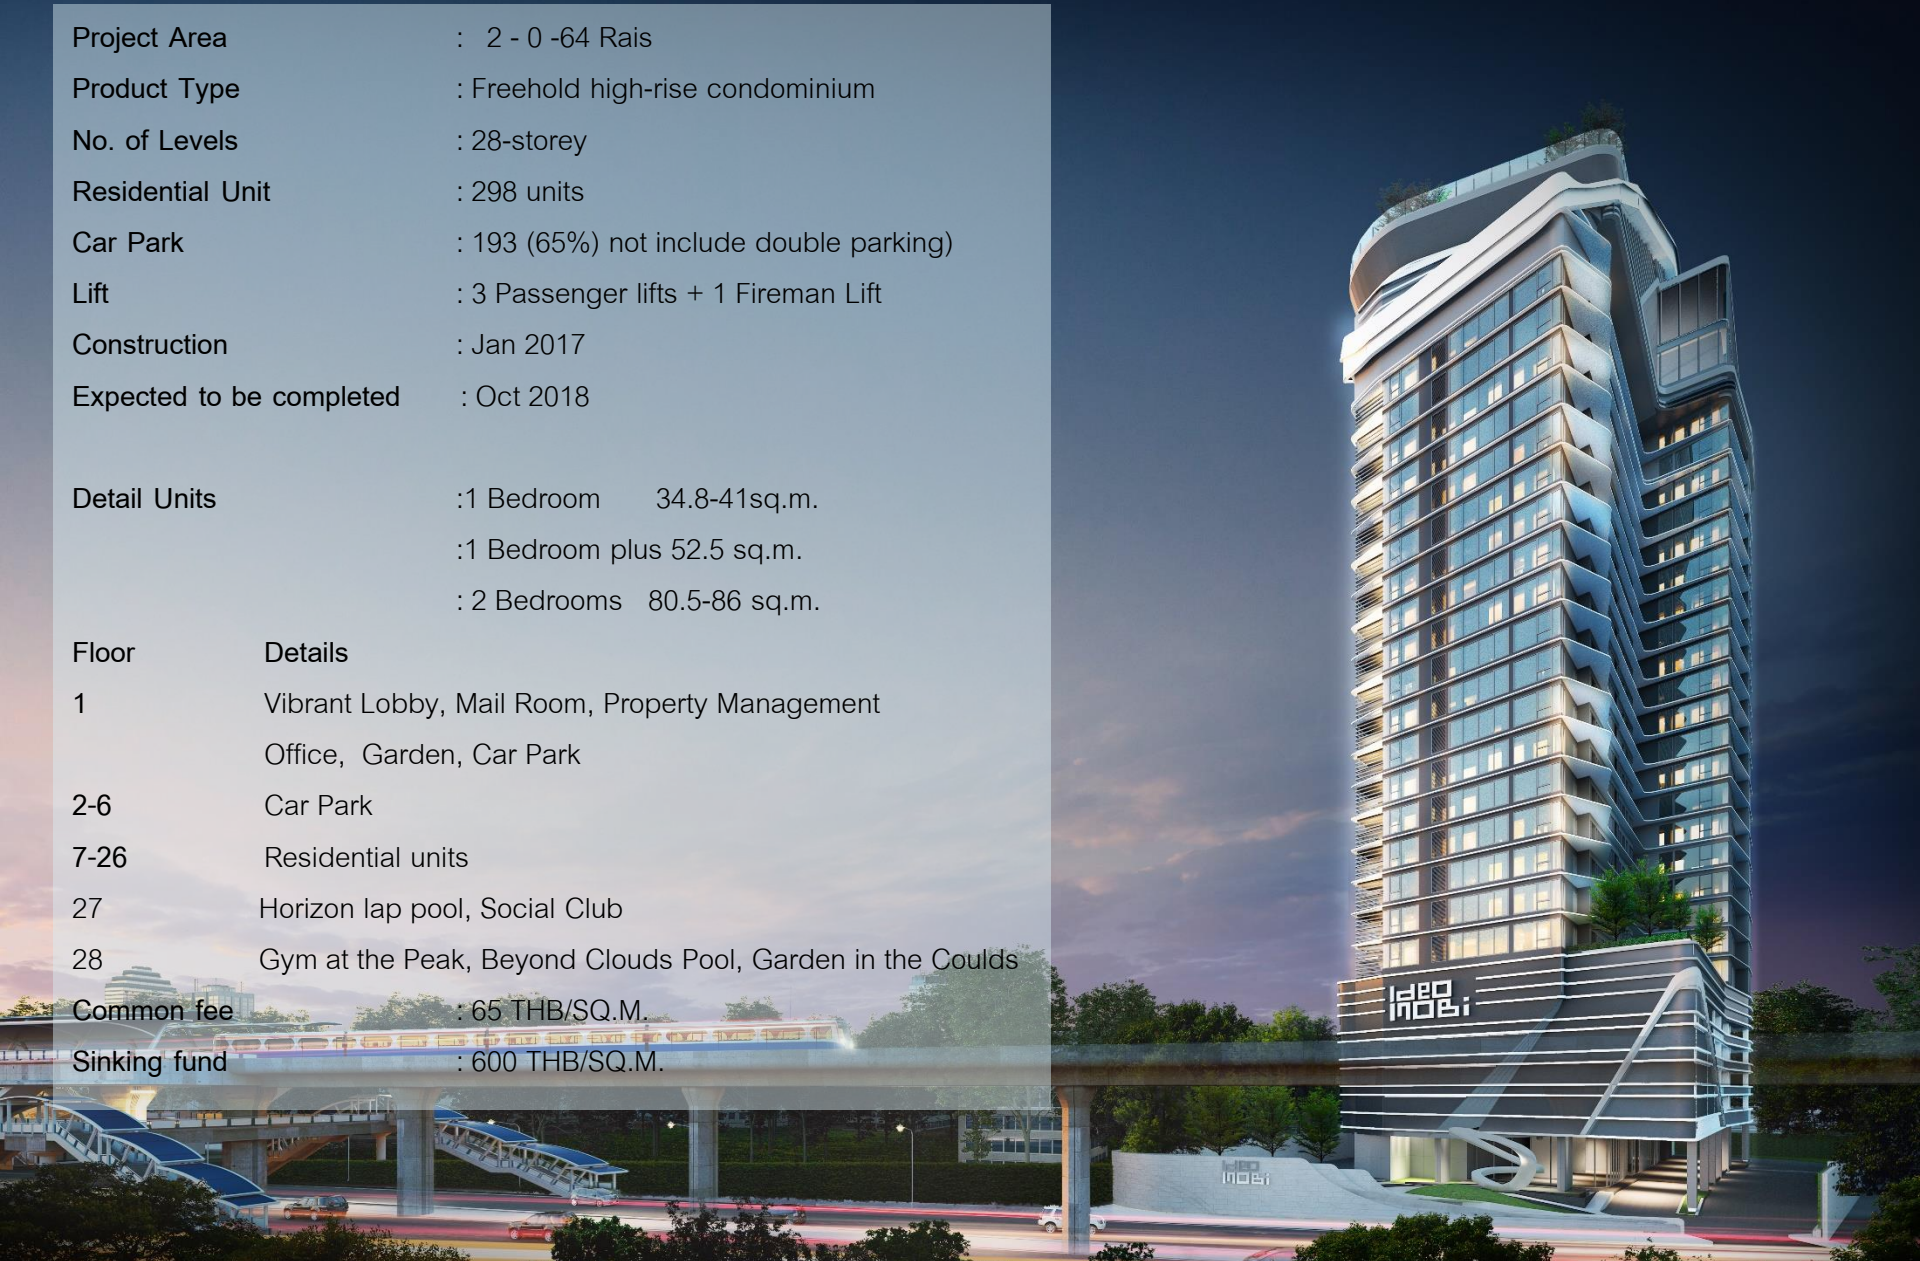 Project Area : 2 - 0 -64 Rais
Product Type : Freehold high-rise condominium
No. of Levels : 28-storey
Residential Unit : 298 units
Car Park : 193 (65%) not include double parking)
Lift : 3 Passenger lifts + 1 Fireman Lift
Construction : Jan 2017
Expected to be completed : Oct 2018
Detail Units :1 Bedroom 34.8-41sq.m.
:1 Bedroom plus 52.5 sq.m.
: 2 Bedrooms 80.5-86 sq.m.
Floor Details
1 Vibrant Lobby, Mail Room, Property Management
Office, Garden, Car Park
2-6 Car Park
7-26 Residential units
27 Horizon lap pool, Social Club
28 Gym at the Peak, Beyond Clouds Pool, Garden in the Coulds
Common fee : 65 THB/SQ.M.
Sinking fund : 600 THB/SQ.M.
Ideo
Mobi
Ideo
Mobi